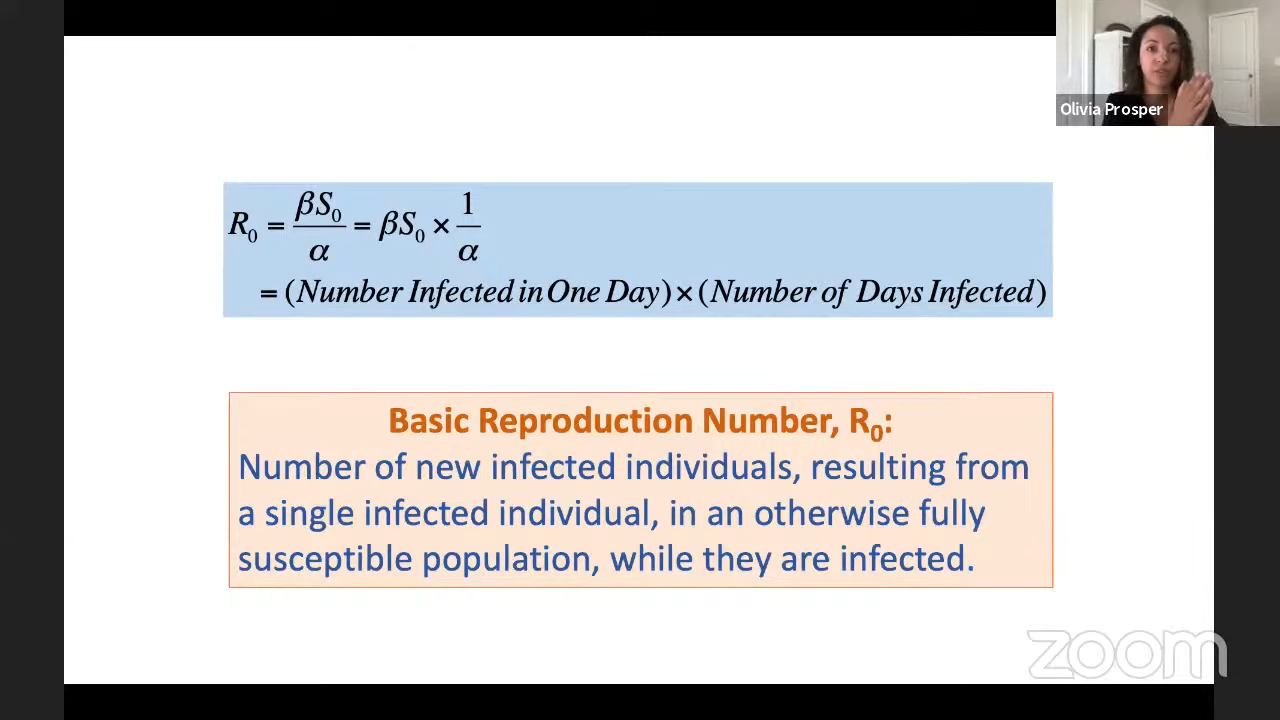 Olivia Prosper
R₀ = βS₀/α = βS₀ × 1/α
= (Number Infected in One Day) × (Number of Days Infected)
Basic Reproduction Number, R₀:
Number of new infected individuals, resulting from
a single infected individual, in an otherwise fully
susceptible population, while they are infected.
zoom